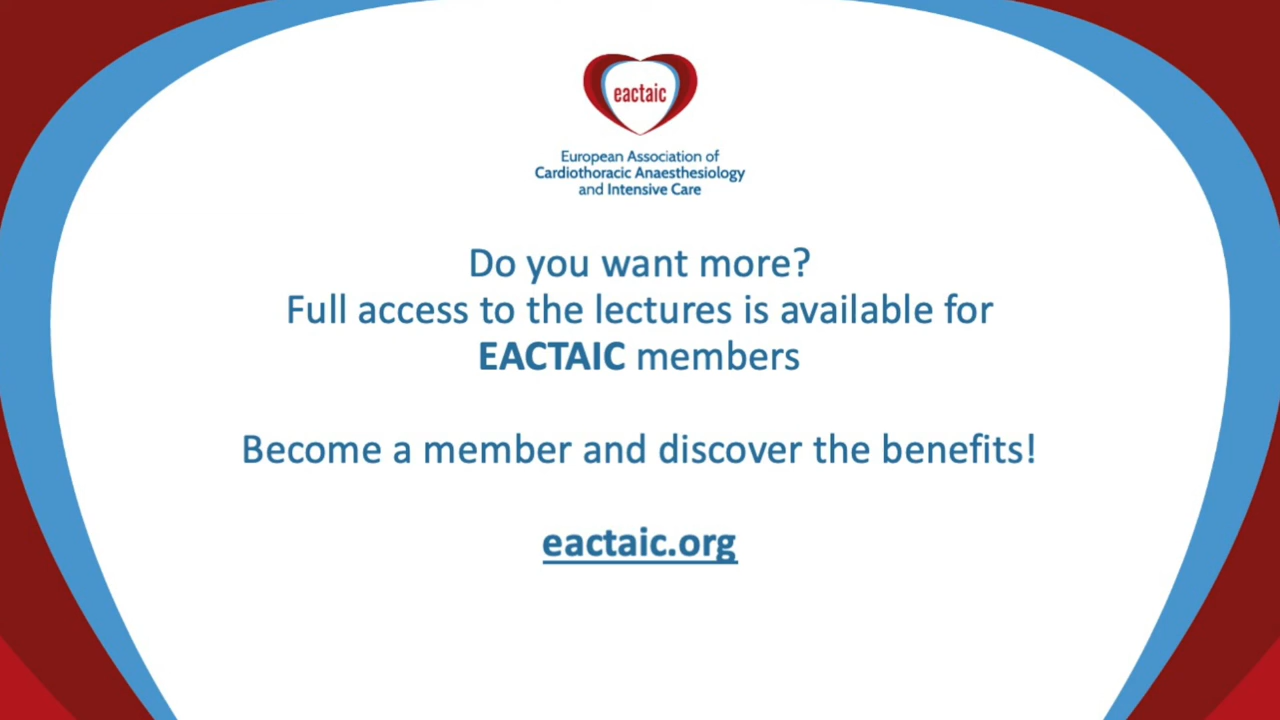 eactaic
European Association of
Cardiothoracic Anaesthesiology
and Intensive Care
Do you want more?
Full access to the lectures is available for
EACTAIC members
Become a member and discover the benefits!
eactaic.org